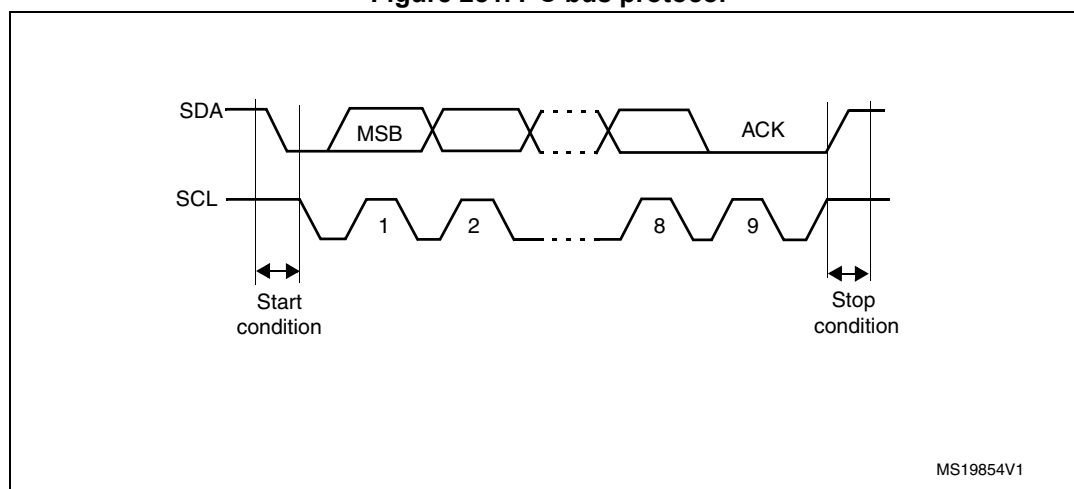 SDA
MSB
ACK
SCL
1
2
8
9
Start
condition
Stop
condition
MS19854V1